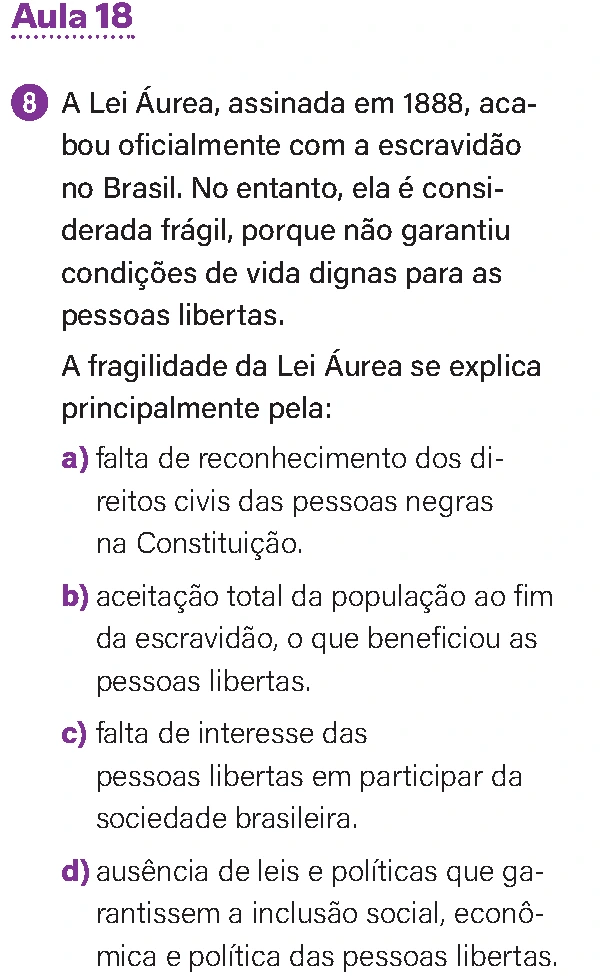 Aula 18
8 A Lei Áurea, assinada em 1888, aca-
bou oficialmente com a escravidão
no Brasil. No entanto, ela é consi-
derada frágil, porque não garantiu
condições de vida dignas para as
pessoas libertas.
A fragilidade da Lei Áurea se explica
principalmente pela:
a) falta de reconhecimento dos di-
reitos civis das pessoas negras
na Constituição.
b) aceitação total da população ao fim
da escravidão, o que beneficiou as
pessoas libertas.
c) falta de interesse das
pessoas libertas em participar da
sociedade brasileira.
d) ausência de leis e políticas que ga-
rantissem a inclusão social, econô-
mica e política das pessoas libertas.